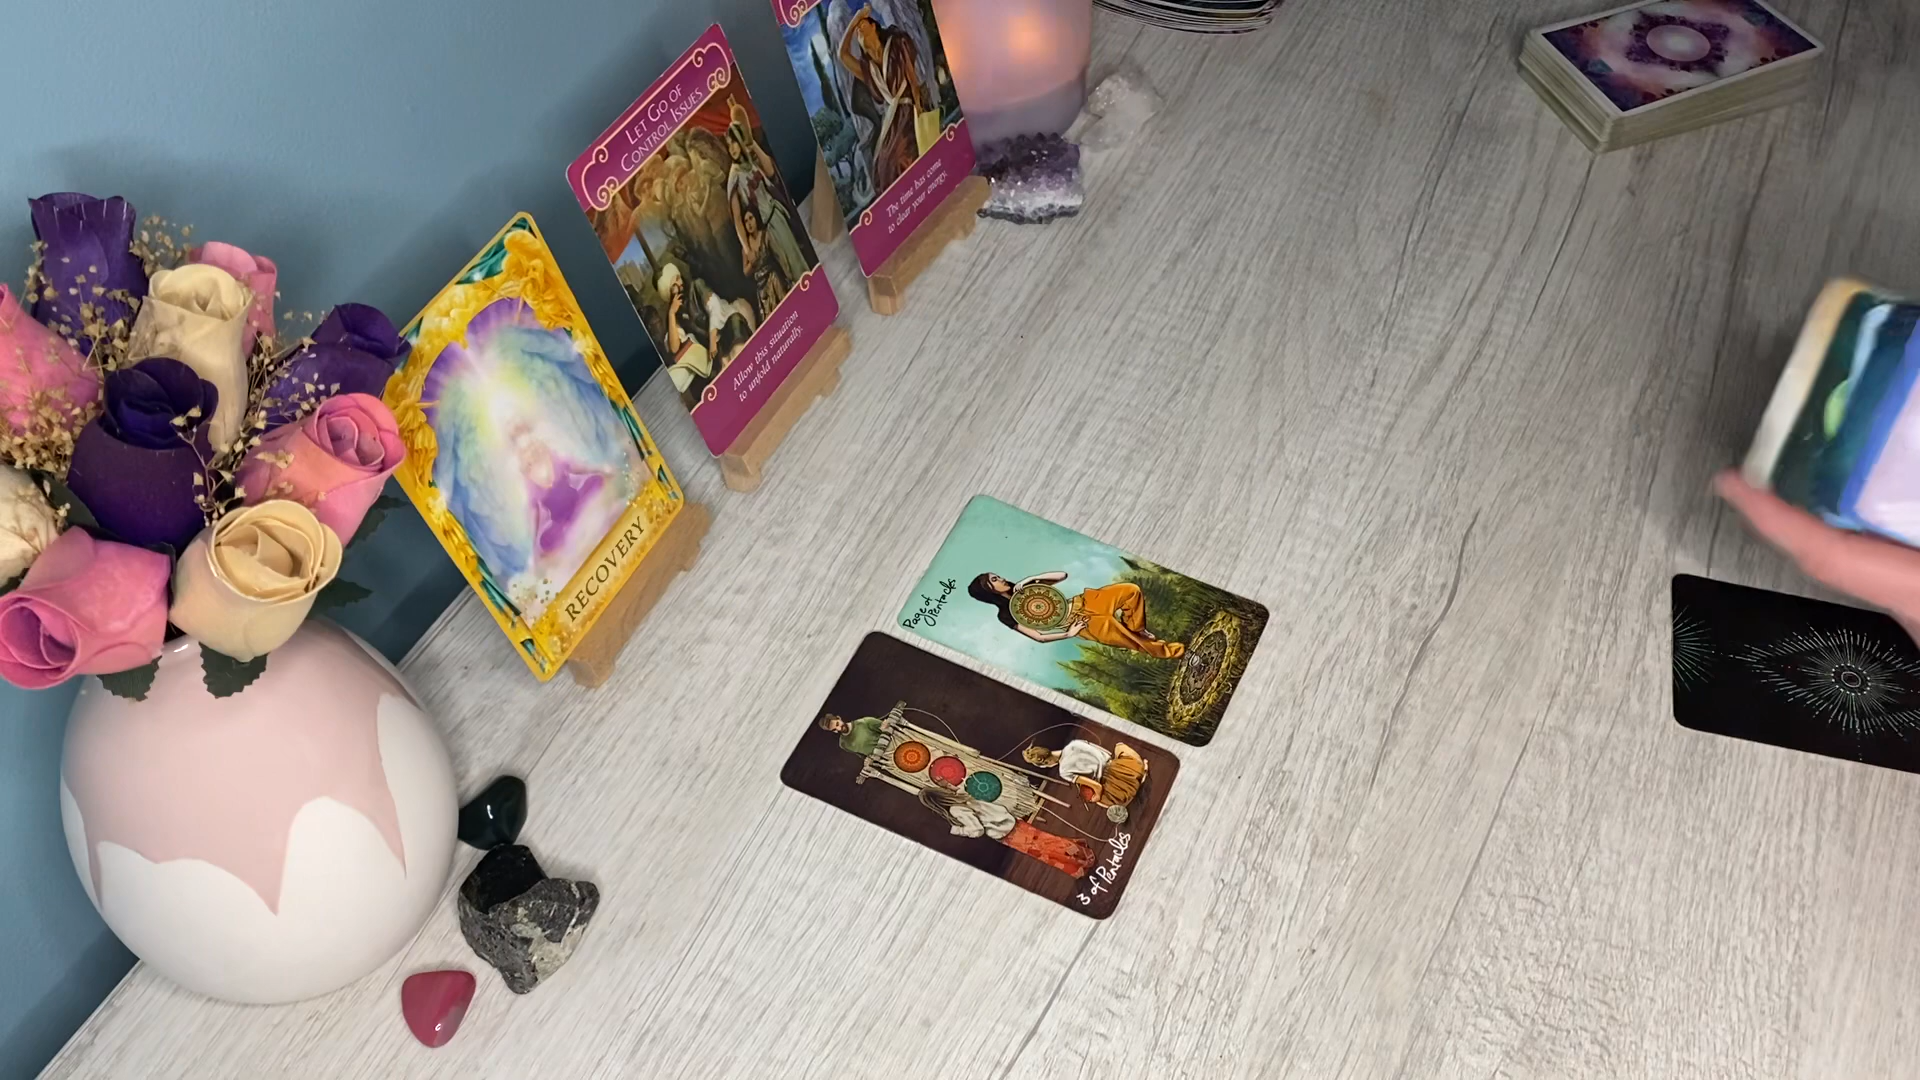 LET GO OF
CONTROL ISSUES
Allow this situation
to unfold naturally.
The time has come
to clear your energy.
RECOVERY
Page of
Pentacles
3 of Pentacles